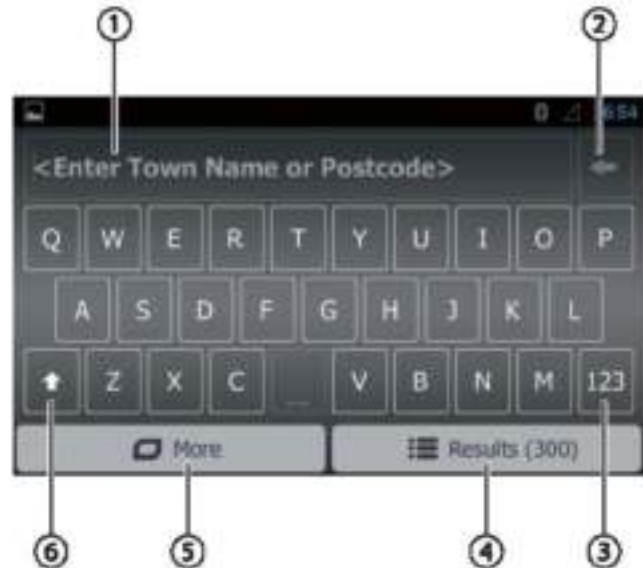 ① ②
<Enter Town Name or Postcode>
Q W E R T Y U I O P
A S D F G H J K L
Z X C _ V B N M 123
More Results (300)
⑥ ⑤ ④ ③